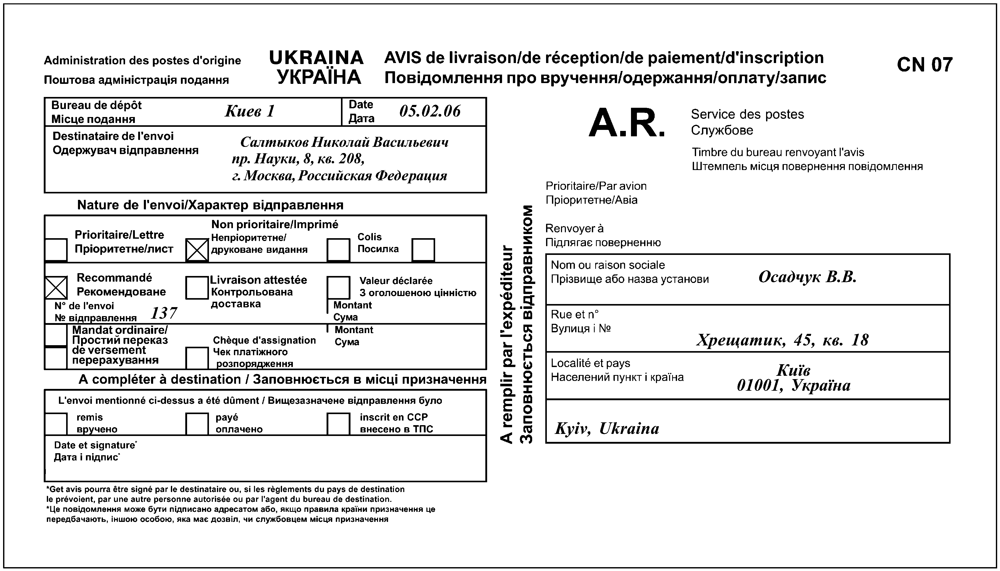 Administration des postes d'origine
Поштова адміністрація подання
UKRAINA
УКРАЇНА
AVIS de livraison/de réception/de paiement/d'inscription
Повідомлення про вручення/одержання/оплату/запис
CN 07
Bureau de dépôt
Місце подання
Киев 1
Date
Дата
05.02.06
Destinataire de l'envoi
Одержувач відправлення
Салтыков Николай Васильевич
пр. Науки, 8, кв. 208,
г. Москва, Российская Федерация
Nature de l'envoi/Характер відправлення
Prioritaire/Lettre
Пріоритетне/лист
Non prioritaire/Imprimé
Непріоритетне/
друковане видання
Colis
Посилка
Recommandé
Рекомендоване
N° de l'envoi
№ відправлення
137
Livraison attestée
Контрольована
доставка
Valeur déclarée
З оголошеною цінністю
Montant
Сума
Mandat ordinaire/
Простий переказ
de versement
перерахування
Chèque d'assignation
Чек платіжного
розпорядження
Montant
Сума
A compléter à destination / Заповнюється в місці призначення
L'envoi mentionné ci-dessus a été dûment / Вищезазначене відправлення було
remis
вручено
payé
оплачено
inscrit en CCP
внесено в ТПС
Date et signature*
Дата і підпис*
*Get avis pourra être signé par le destinataire ou, si les règlements du pays de destination
le prévoient, par une autre personne autorisée ou par l'agent du bureau de destination.
*Це повідомлення може бути підписано адресатом або, якщо правила країни призначення це
передбачають, іншою особою, яка має дозвіл, чи службовцем місця призначення
A remplir par l'expéditeur
Заповнюється відправником
A.R.
Service des postes
Службове
Timbre du bureau renvoyant l'avis
Штемпель місця повернення повідомлення
Prioritaire/Par avion
Пріоритетне/Авіа
Renvoyer à
Підлягає поверненню
Nom ou raison sociale
Прізвище або назва установи
Осадчук В.В.
Rue et n°
Вулиця і №
Хрещатик, 45, кв. 18
Localité et pays
Населений пункт і країна
Київ
01001, Україна
Kyiv, Ukraina